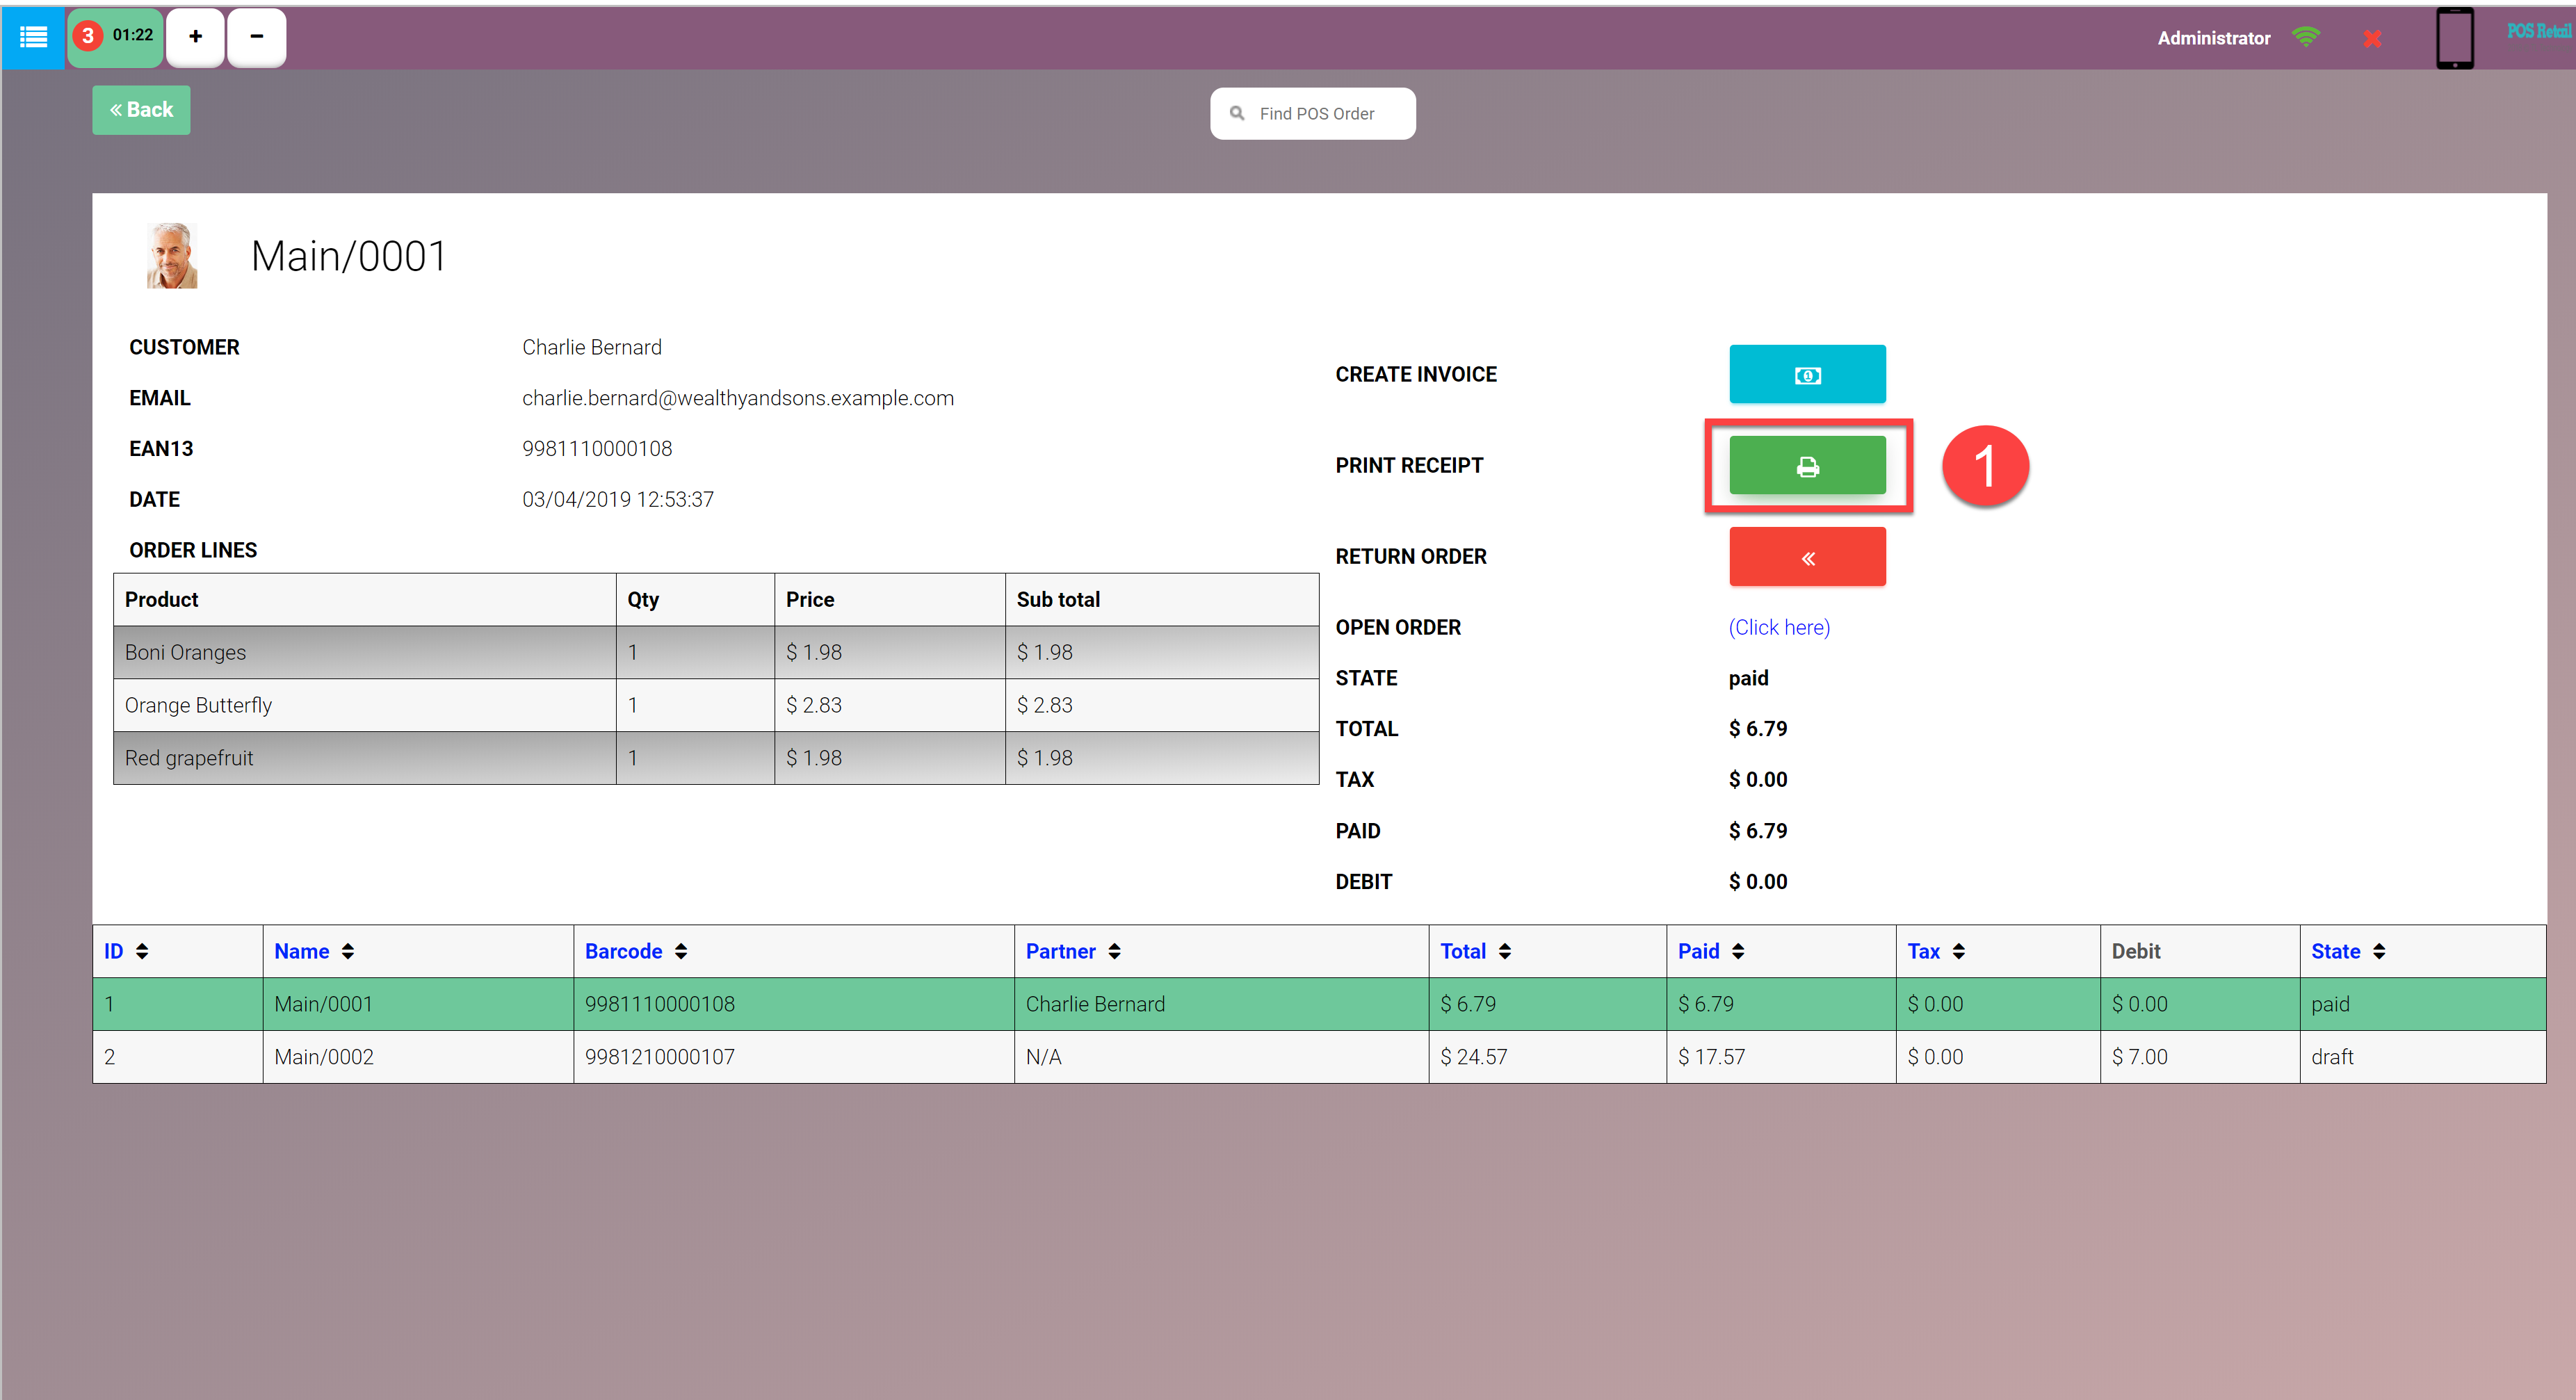 3 01:22 + − Administrator POS Retail
« Back Find POS Order
Main/0001
CUSTOMER Charlie Bernard
EMAIL charlie.bernard@wealthyandsons.example.com
EAN13 9981110000108
DATE 03/04/2019 12:53:37
ORDER LINES
Product Qty Price Sub total
Boni Oranges 1 $ 1.98 $ 1.98
Orange Butterfly 1 $ 2.83 $ 2.83
Red grapefruit 1 $ 1.98 $ 1.98
CREATE INVOICE
PRINT RECEIPT 1
RETURN ORDER «
OPEN ORDER (Click here)
STATE paid
TOTAL $ 6.79
TAX $ 0.00
PAID $ 6.79
DEBIT $ 0.00
ID Name Barcode Partner Total Paid Tax Debit State
1 Main/0001 9981110000108 Charlie Bernard $ 6.79 $ 6.79 $ 0.00 $ 0.00 paid
2 Main/0002 9981210000107 N/A $ 24.57 $ 17.57 $ 0.00 $ 7.00 draft